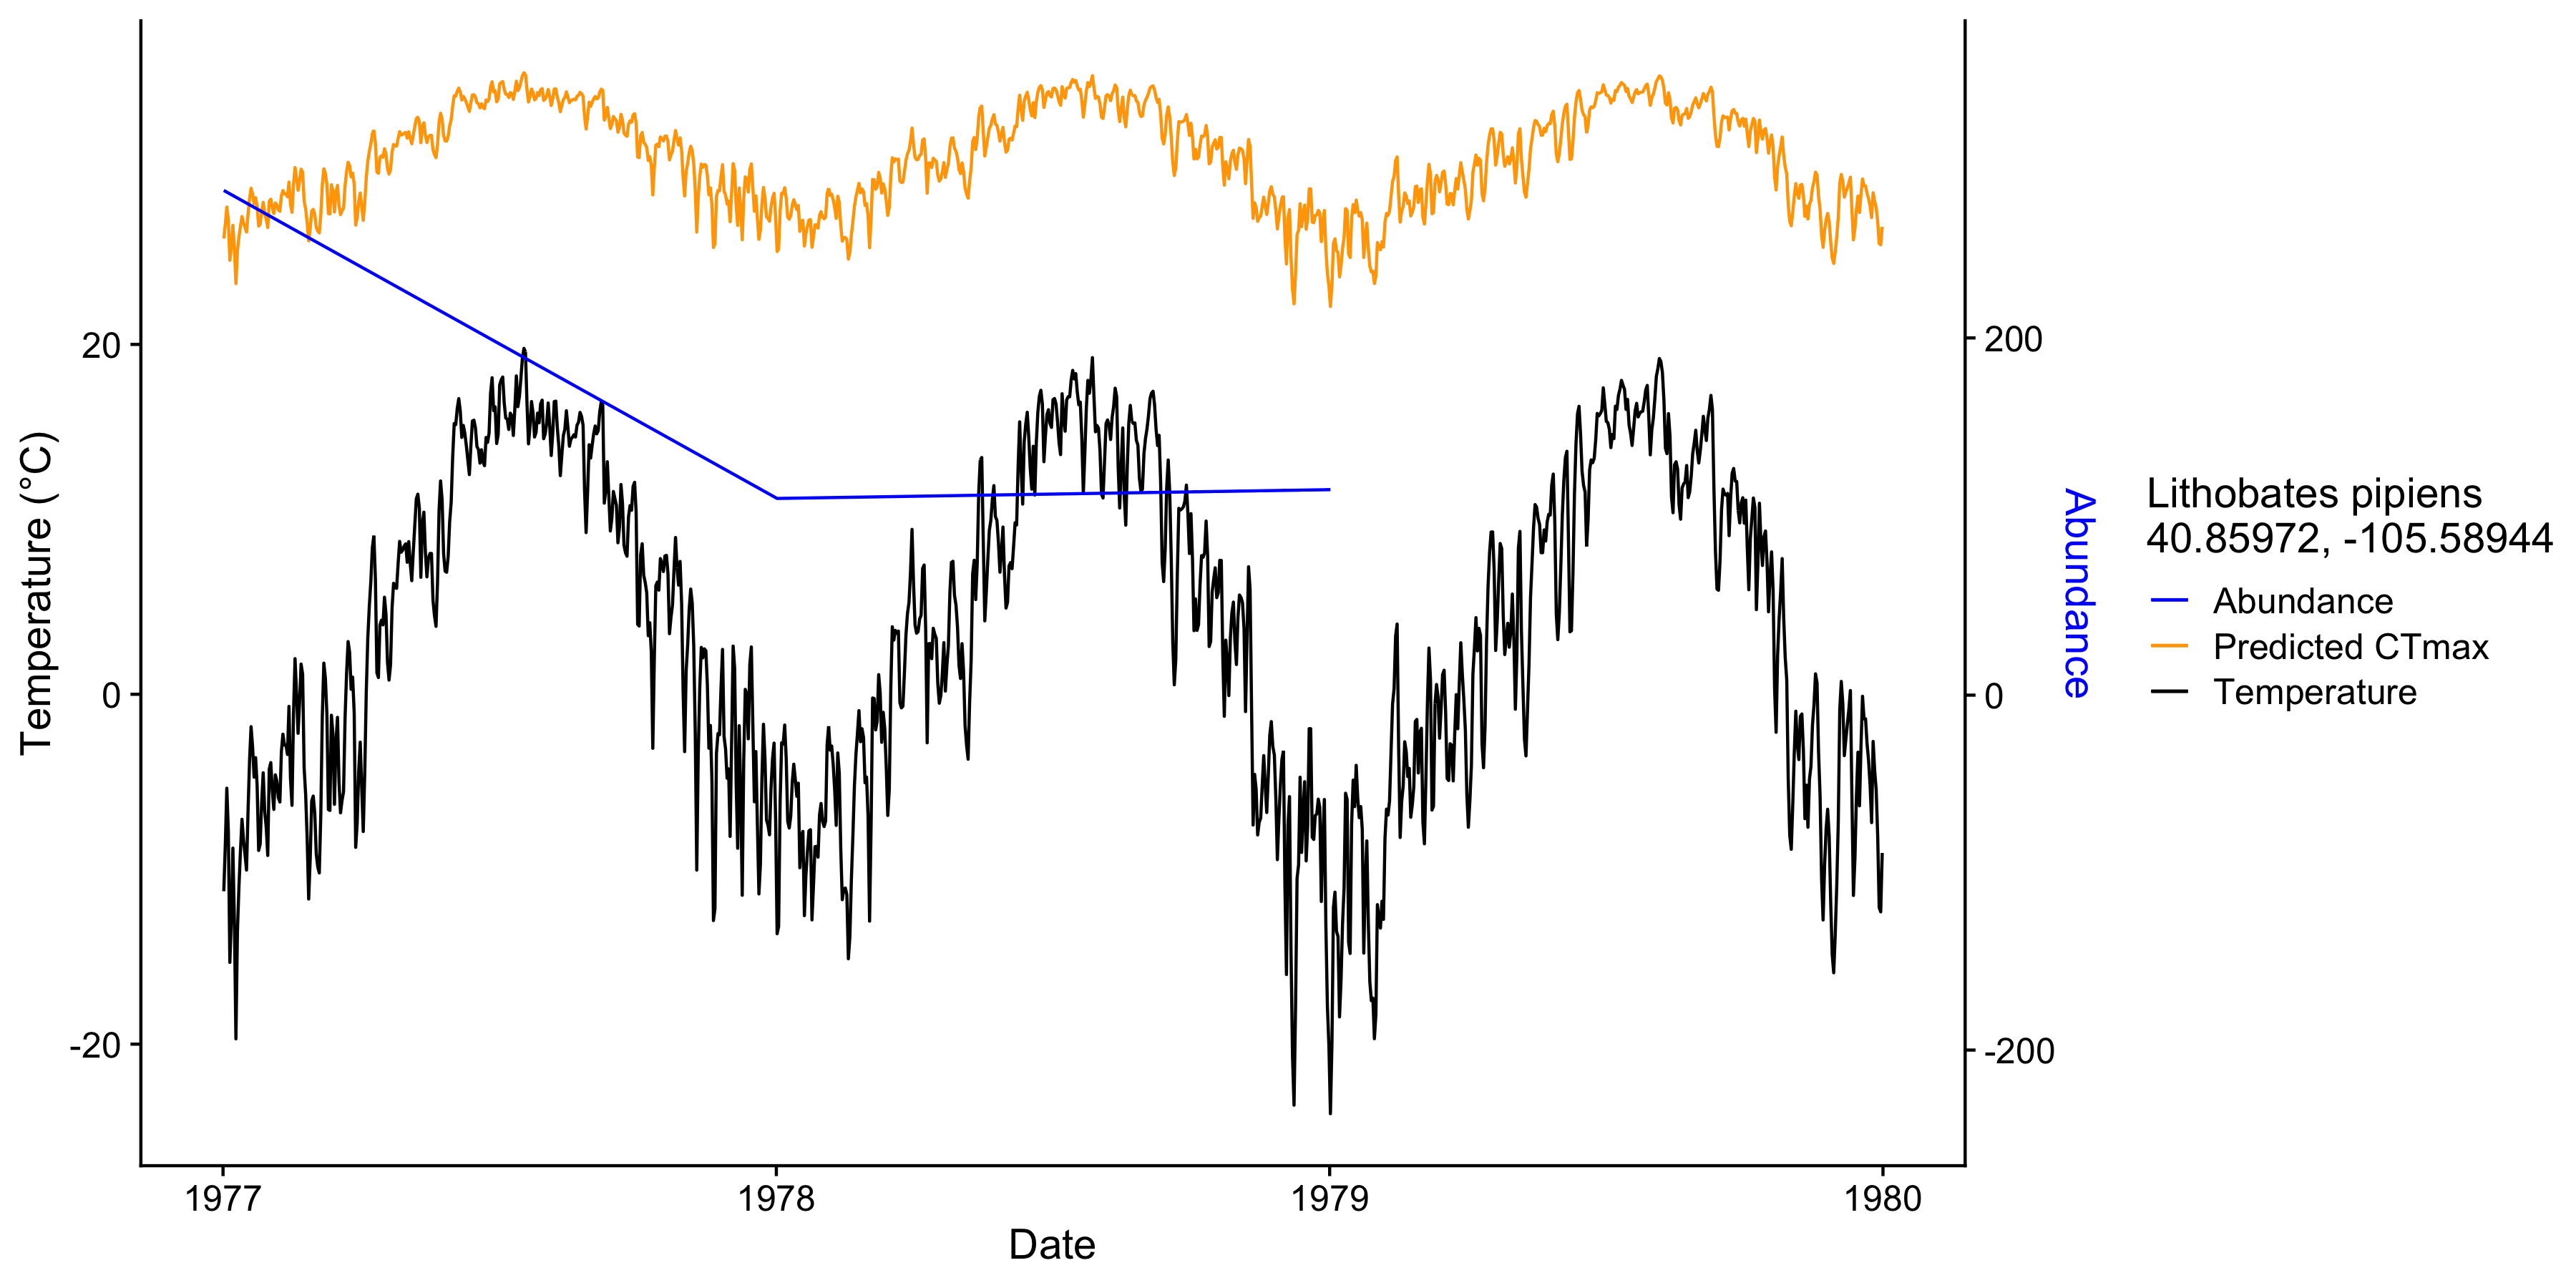 Temperature (°C)
20
0
-20
1977
1978
1979
1980
Date
200
0
-200
Abundance
Lithobates pipiens
40.85972, -105.58944
Abundance
Predicted CTmax
Temperature